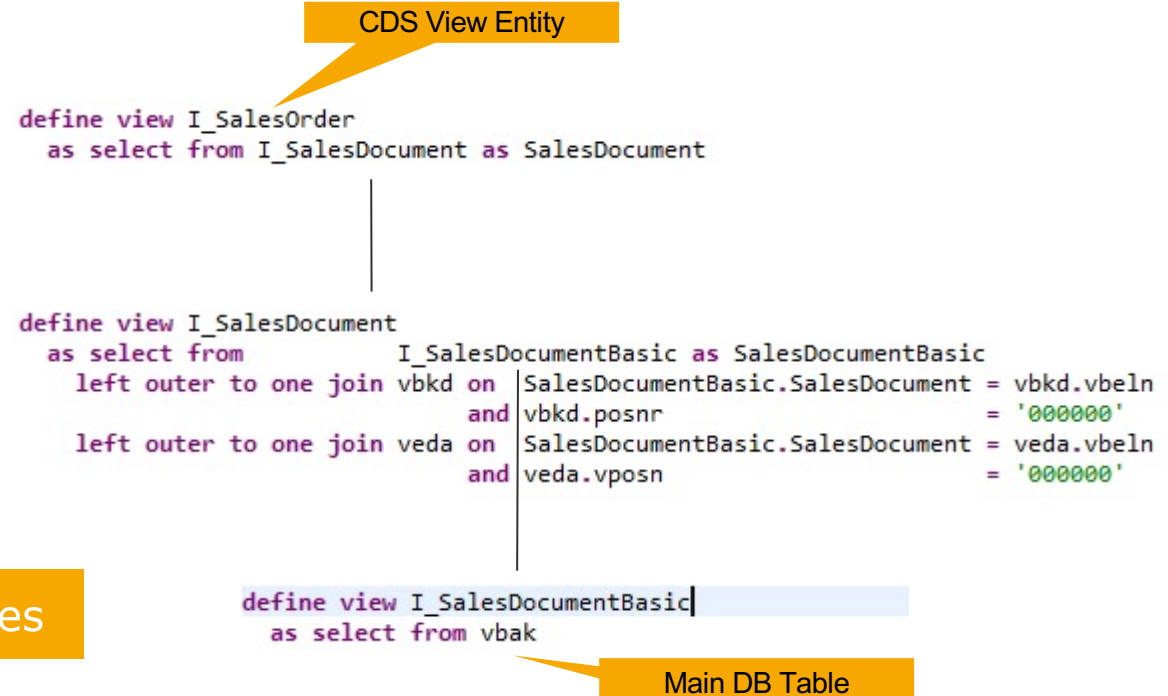 CDS View Entity
define view I_SalesOrder
as select from I_SalesDocument as SalesDocument
define view I_SalesDocument
as select from I_SalesDocumentBasic as SalesDocumentBasic
left outer to one join vbkd on SalesDocumentBasic.SalesDocument = vbkd.vbeln
and vbkd.posnr = '000000'
left outer to one join veda on SalesDocumentBasic.SalesDocument = veda.vbeln
and veda.vposn = '000000'
es
define view I_SalesDocumentBasic
as select from vbak
Main DB Table